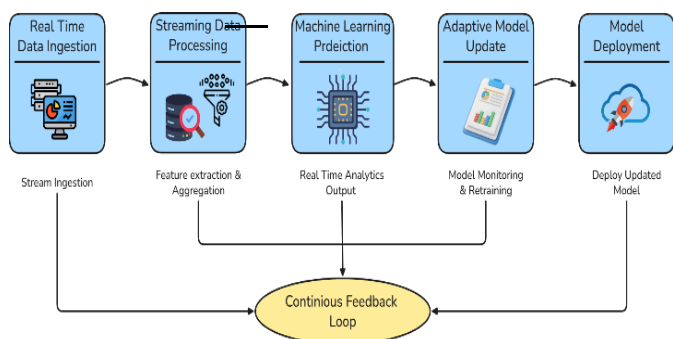 Real Time
Data Ingestion
Streaming Data
Processing
Machine Learning
Prdeiction
Adaptive Model
Update
Model
Deployment
Stream Ingestion
Feature extraction &
Aggregation
Real Time Analytics
Output
Model Monitoring
& Retraining
Deploy Updated
Model
Continious Feedback
Loop